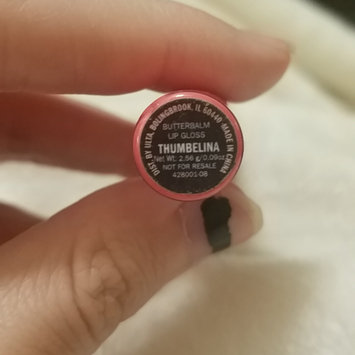 DIST. BY ULTA, BOLINGBROOK, IL 60440 MADE IN CHINA
BUTTERBALM
LIP GLOSS
THUMBELINA
Net Wt. 2.56 g/0.09oz
NOT FOR RESALE
428001-08